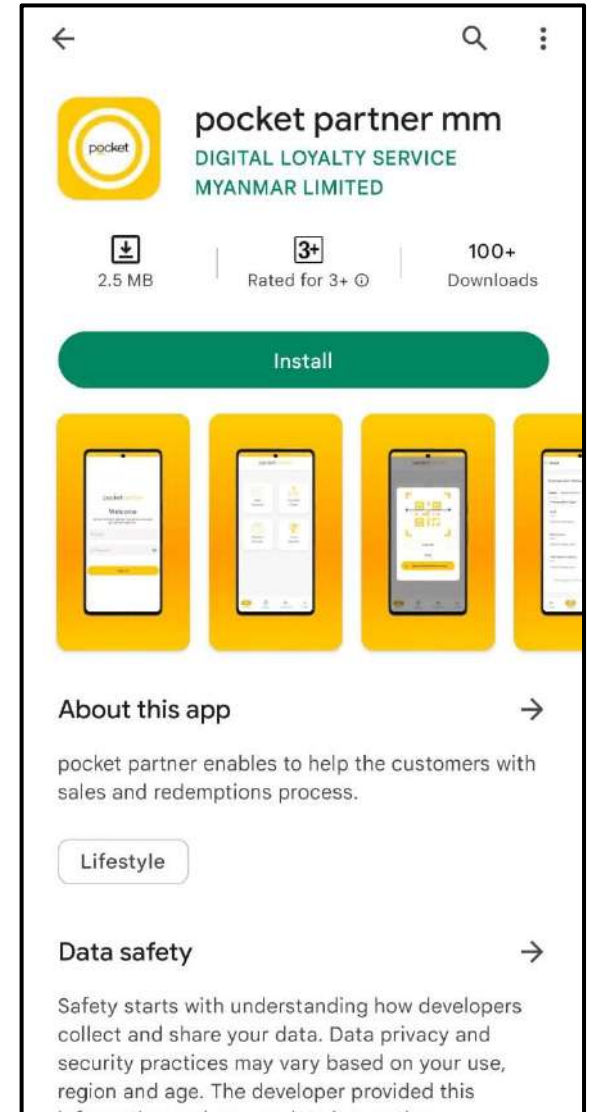 pocket
pocket partner mm
DIGITAL LOYALTY SERVICE
MYANMAR LIMITED
2.5 MB
3+
Rated for 3+
100+
Downloads
Install
pocket partner
Welcome
About this app
pocket partner enables to help the customers with
sales and redemptions process.
Lifestyle
Data safety
Safety starts with understanding how developers
collect and share your data. Data privacy and
security practices may vary based on your use,
region and age. The developer provided this